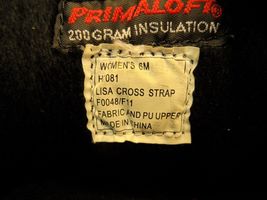 PRIMALOFT®
200 GRAM INSULATION
WOMEN'S 6M
H081
LISA CROSS STRAP
F0048/F11
FABRIC AND PU UPPER
MADE IN CHINA